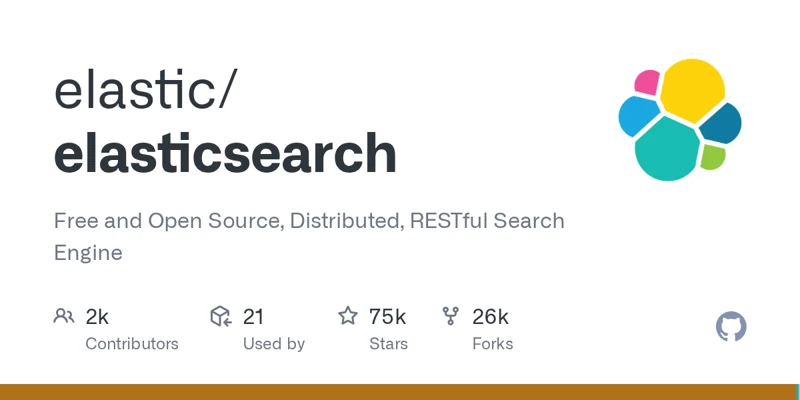 elastic/
elasticsearch
Free and Open Source, Distributed, RESTful Search
Engine
2k
Contributors
21
Used by
75k
Stars
26k
Forks